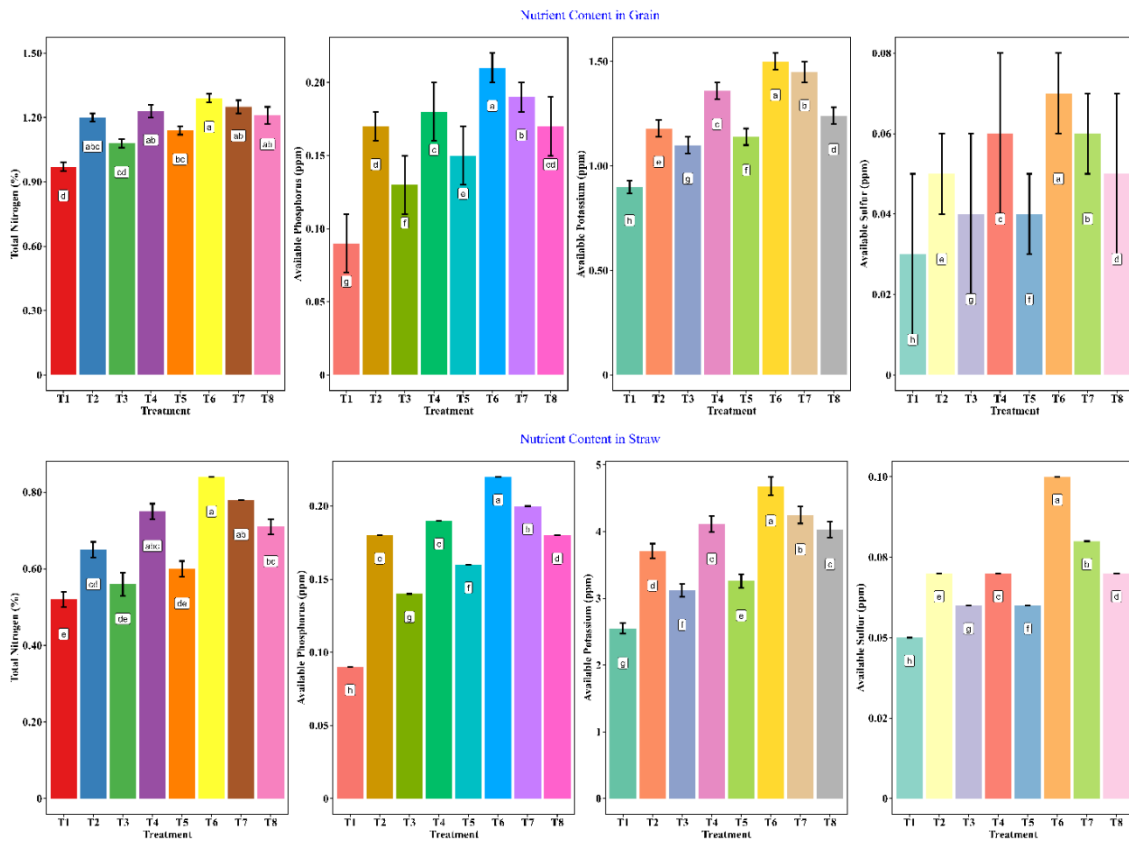 Nutrient Content in Grain
Total Nitrogen (%)
1.50
1.20
0.90
0.60
0.30
0
d
abc
cd
ab
bc
a
ab
ab
T1 T2 T3 T4 T5 T6 T7 T8
Treatment
Available Phosphorus (ppm)
0.20
0.15
0.10
0.05
0
g
d
f
c
e
a
b
cd
T1 T2 T3 T4 T5 T6 T7 T8
Treatment
Available Potassium (ppm)
1.50
1.00
0.50
0.00
h
e
g
c
f
a
b
d
T1 T2 T3 T4 T5 T6 T7 T8
Treatment
Available Sulfur (ppm)
0.08
0.06
0.04
0.02
0
h
e
g
c
f
a
b
d
T1 T2 T3 T4 T5 T6 T7 T8
Treatment
Nutrient Content in Straw
Total Nitrogen (%)
0.80
0.60
0.40
0.20
0
e
cd
de
abc
de
a
ab
bc
T1 T2 T3 T4 T5 T6 T7 T8
Treatment
Available Phosphurus (ppm)
0.20
0.15
0.10
0.05
0
h
e
g
c
f
a
b
d
T1 T2 T3 T4 T5 T6 T7 T8
Treatment
Available Potassium (ppm)
5
4
3
2
1
0
g
d
f
c
e
a
b
c
T1 T2 T3 T4 T5 T6 T7 T8
Treatment
Available Sulfur (ppm)
0.10
0.08
0.05
0.02
0.00
h
e
g
c
f
a
b
d
T1 T2 T3 T4 T5 T6 T7 T8
Treatment